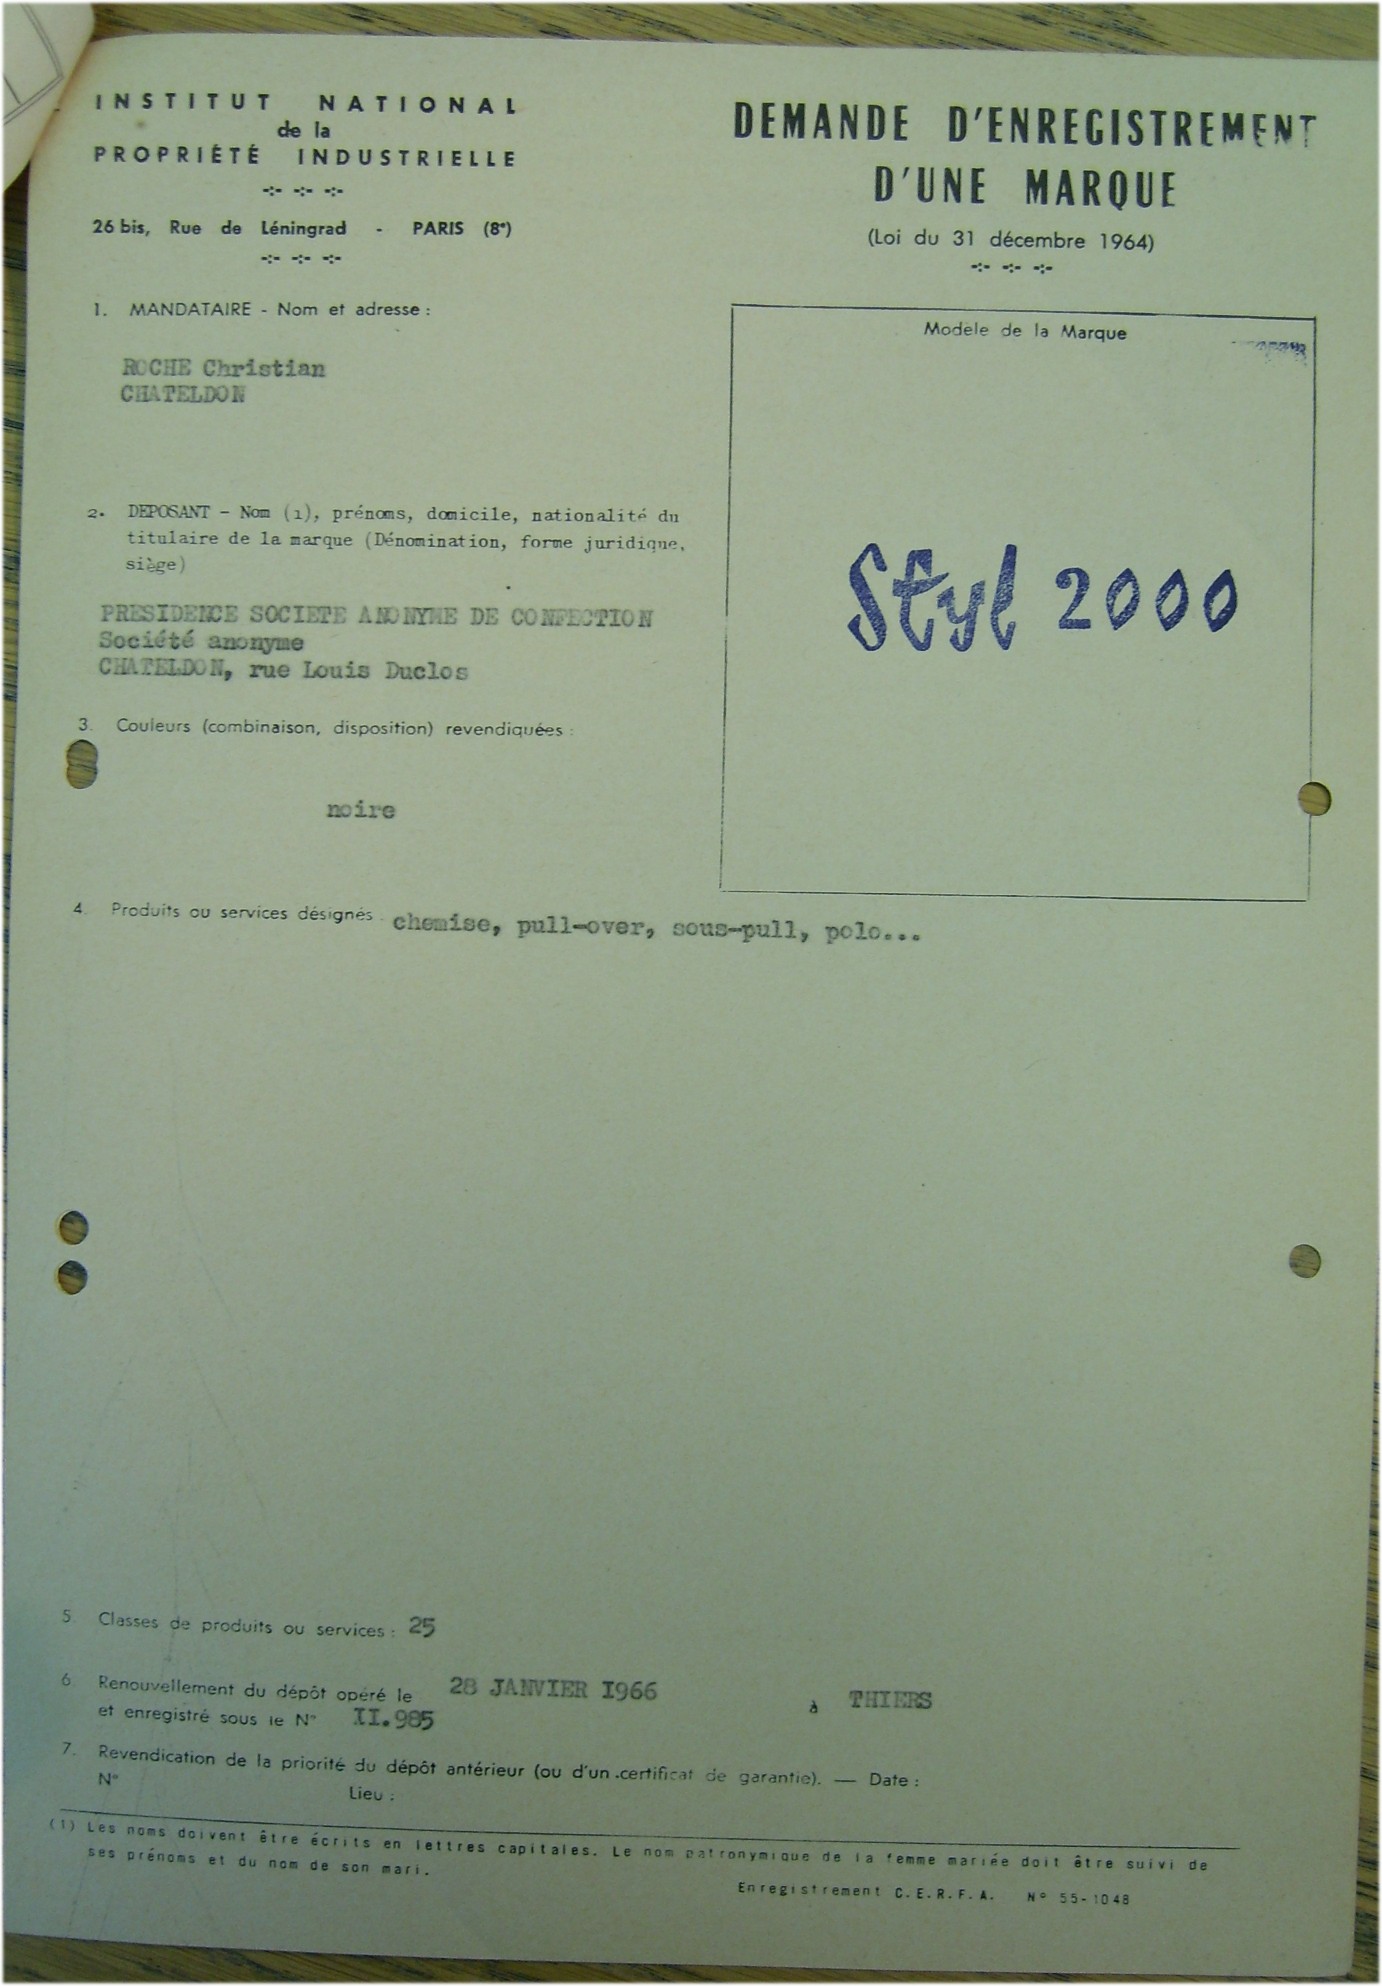 INSTITUT NATIONAL
de la
PROPRIÉTÉ INDUSTRIELLE
26 bis, Rue de Léningrad - PARIS (8e)
DEMANDE D'ENREGISTREMENT
D'UNE MARQUE
(Loi du 31 décembre 1964)
1. MANDATAIRE - Nom et adresse :
ROCHE Christian
CHATELDON
2. DEPOSANT - Nom (1), prénoms, domicile, nationalité du
titulaire de la marque (Dénomination, forme juridique,
siège)
PRESIDENCE SOCIETE ANONYME DE CONFECTION
Société anonyme
CHATELDON, rue Louis Duclos
3. Couleurs (combinaison, disposition) revendiquées :
noire
Modèle de la Marque
Styl 2000
4. Produits ou services désignés : chemise, pull-over, sous-pull, polo...
5 Classes de produits ou services : 25
6 Renouvellement du dépôt opéré le 28 JANVIER I966 à THIERS
et enregistré sous le N° II.985
7. Revendication de la priorité du dépôt antérieur (ou d'un certificat de garantie). — Date :
N° Lieu :
(1) Les noms doivent être écrits en lettres capitales. Le nom patronymique de la femme mariée doit être suivi de
ses prénoms et du nom de son mari.
Enregistrement C.E.R.F.A. N° 55-1048